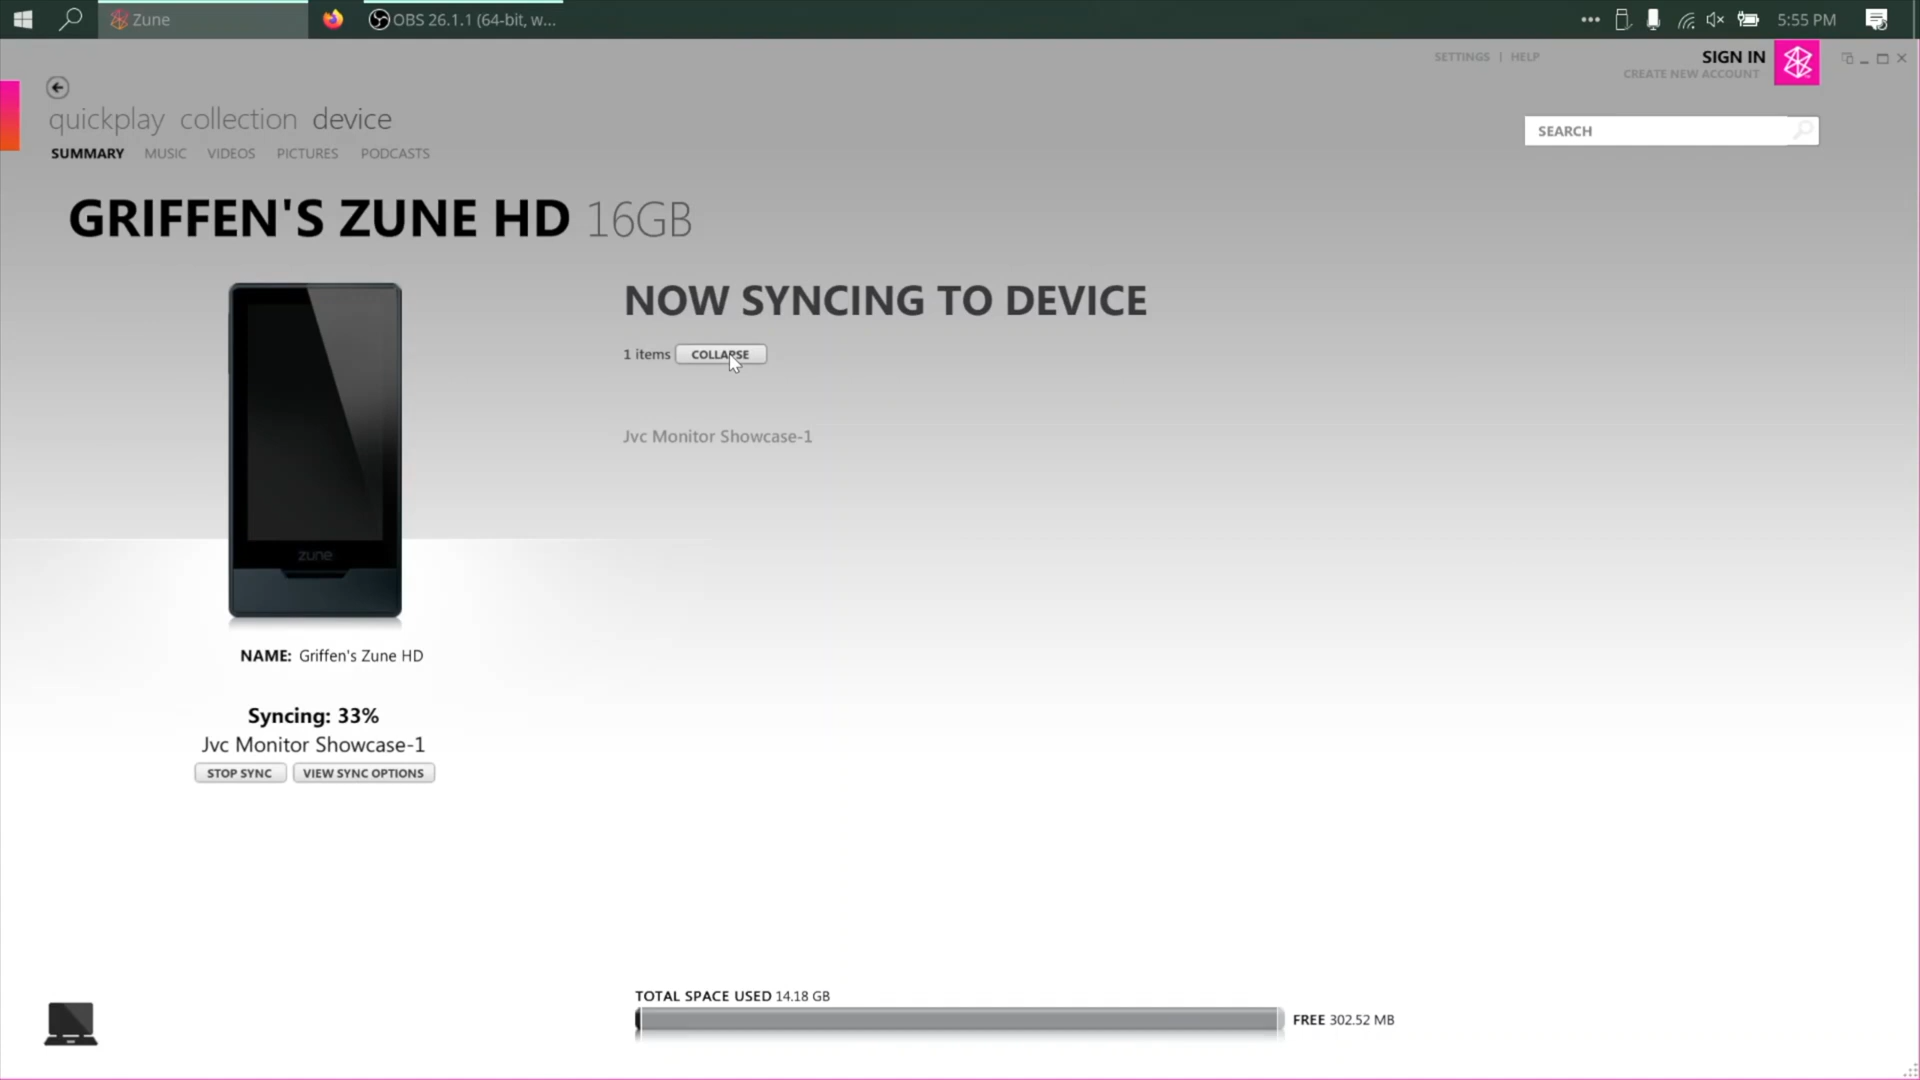 Zune
OBS 26.1.1 (64-bit, w...
5:55 PM
SETTINGS | HELP
SIGN IN
CREATE NEW ACCOUNT
quickplay collection device
SUMMARY MUSIC VIDEOS PICTURES PODCASTS
SEARCH
GRIFFEN'S ZUNE HD 16GB
NOW SYNCING TO DEVICE
1 items COLLAPSE
Jvc Monitor Showcase-1
zune
NAME: Griffen's Zune HD
Syncing: 33%
Jvc Monitor Showcase-1
STOP SYNC VIEW SYNC OPTIONS
TOTAL SPACE USED 14.18 GB
FREE 302.52 MB